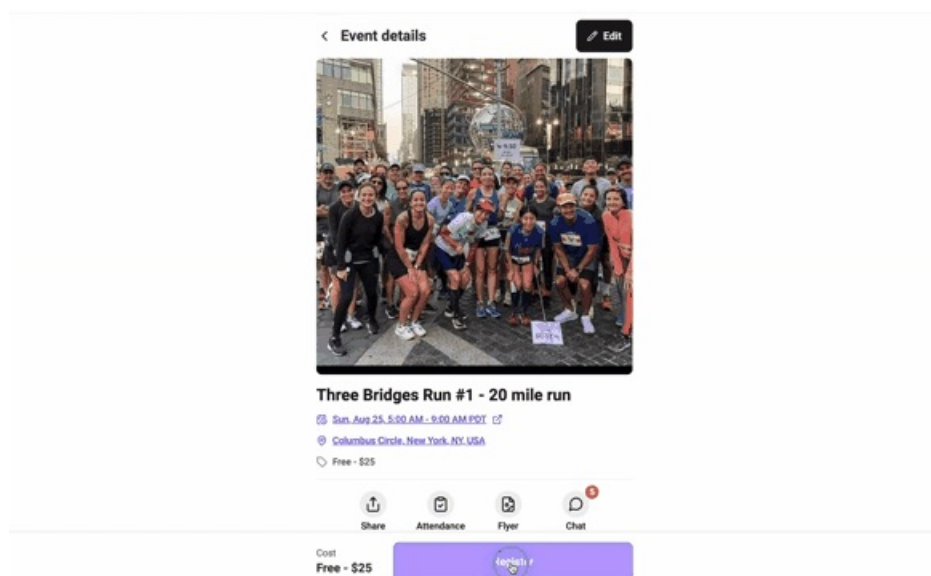 Event details
Edit
Three Bridges Run #1 - 20 mile run
Sun, Aug 25, 5:00 AM - 9:00 AM PDT
Columbus Circle, New York, NY, USA
Free - $25
5
Share Attendance Flyer Chat
Cost
Free - $25
Register